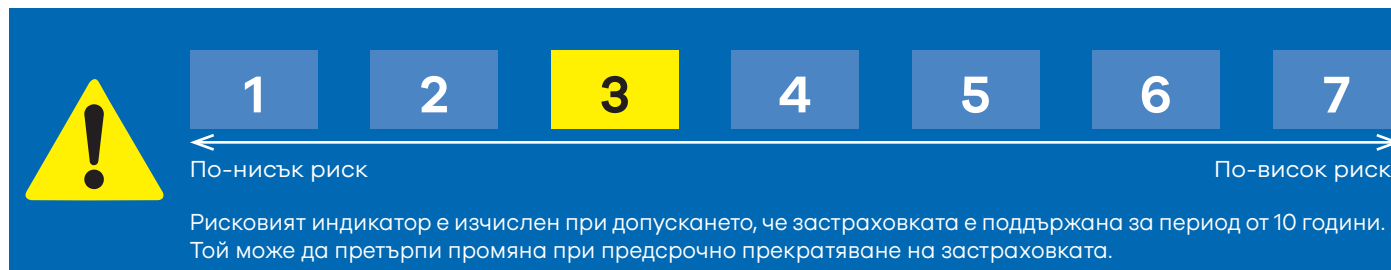 1 2 3 4 5 6 7
По-нисък риск По-висок риск
Рисковият индикатор е изчислен при допускането, че застраховката е поддържана за период от 10 години.
Той може да претърпи промяна при предсрочно прекратяване на застраховката.